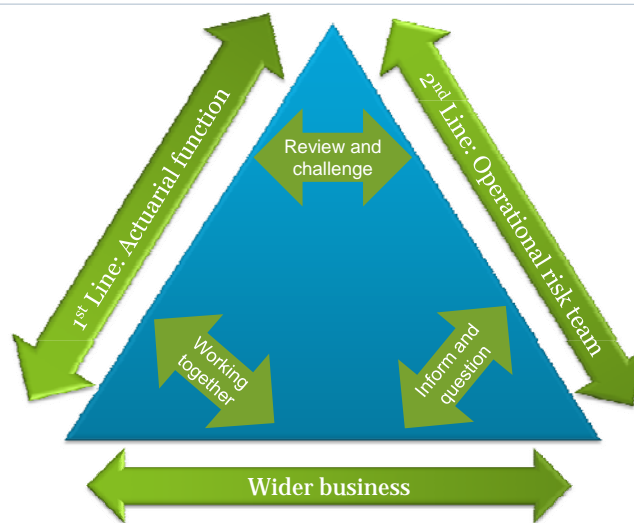 Review and
challenge
1st Line: Actuarial function
2nd Line: Operational risk team
Working
together
Inform and
question
Wider business